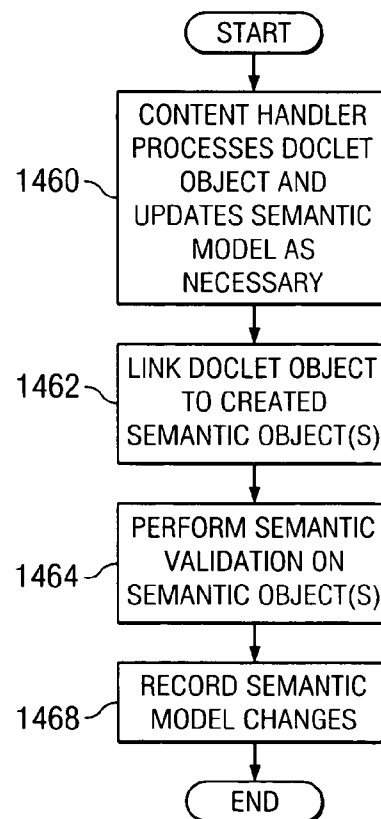 START
1460
CONTENT HANDLER
PROCESSES DOCLET
OBJECT AND
UPDATES SEMANTIC
MODEL AS
NECESSARY
1462
LINK DOCLET OBJECT
TO CREATED
SEMANTIC OBJECT(S)
1464
PERFORM SEMANTIC
VALIDATION ON
SEMANTIC OBJECT(S)
1468
RECORD SEMANTIC
MODEL CHANGES
END